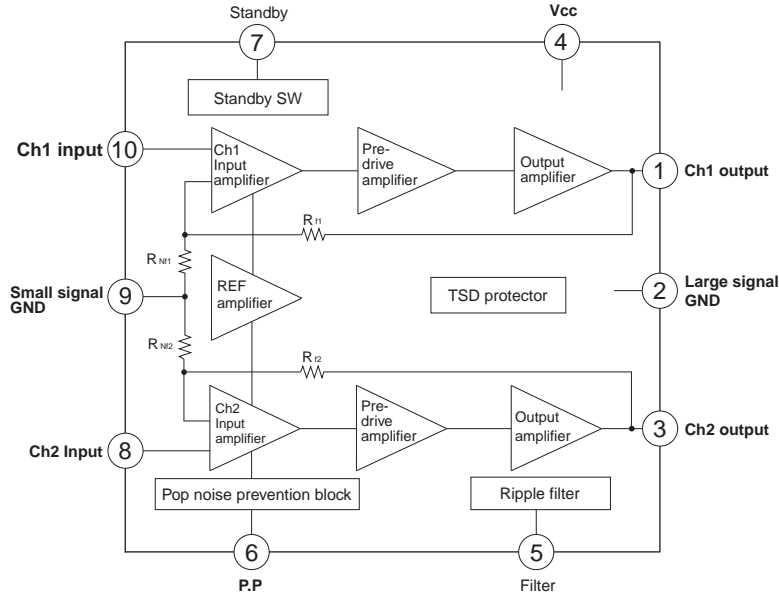 Standby
Vcc
7
4
Standby SW
Ch1 input
10
Ch1
Input
amplifier
Pre-
drive
amplifier
Output
amplifier
1
Ch1 output
Rf1
RNf1
Small signal
GND
9
REF
amplifier
TSD protector
2
Large signal
GND
RNf2
Rf2
Ch2
Input
amplifier
Pre-
drive
amplifier
Output
amplifier
3
Ch2 output
Ch2 Input
8
Pop noise prevention block
Ripple filter
6
5
P.P
Filter